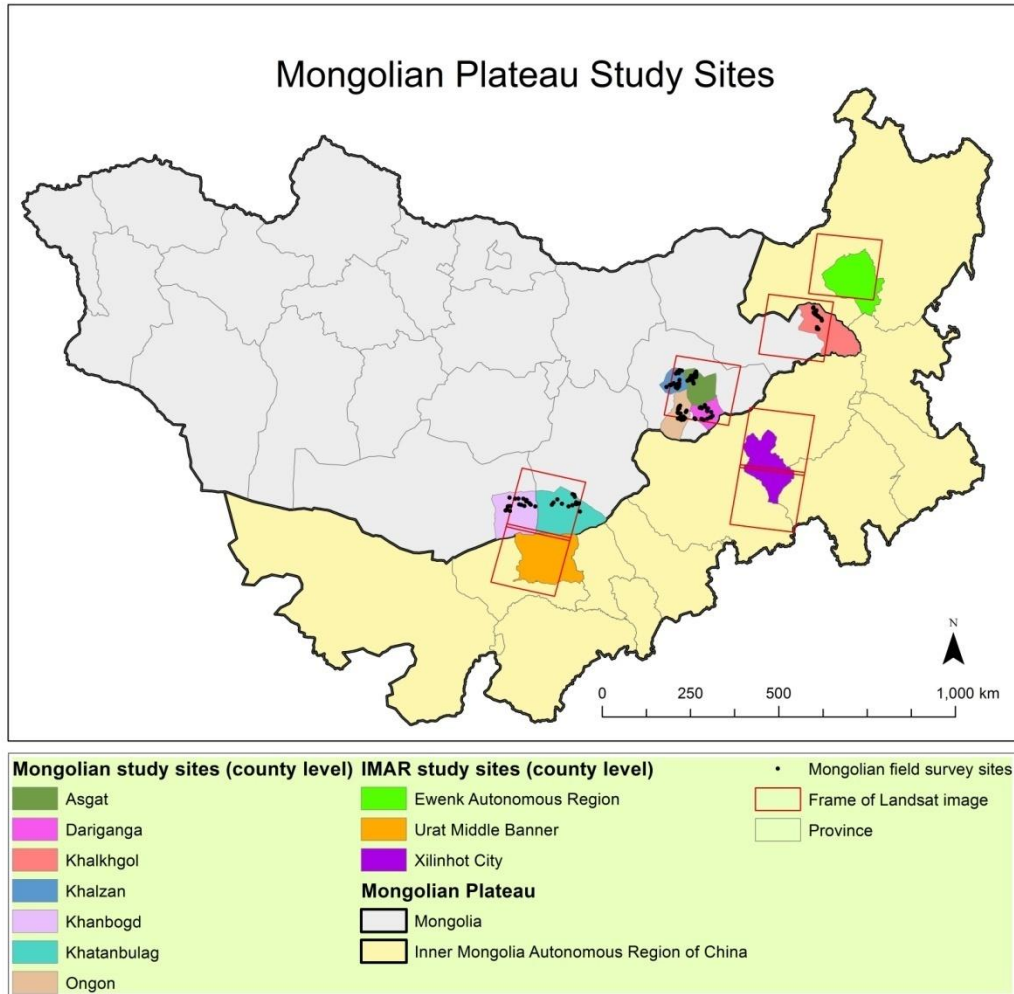 Mongolian Plateau Study Sites
N
0 250 500 1,000 km
Mongolian study sites (county level)
Asgat
Dariganga
Khalkhgol
Khalzan
Khanbogd
Khatanbulag
Ongon
IMAR study sites (county level)
Ewenk Autonomous Region
Urat Middle Banner
Xilinhot City
Mongolian Plateau
Mongolia
Inner Mongolia Autonomous Region of China
Mongolian field survey sites
Frame of Landsat image
Province